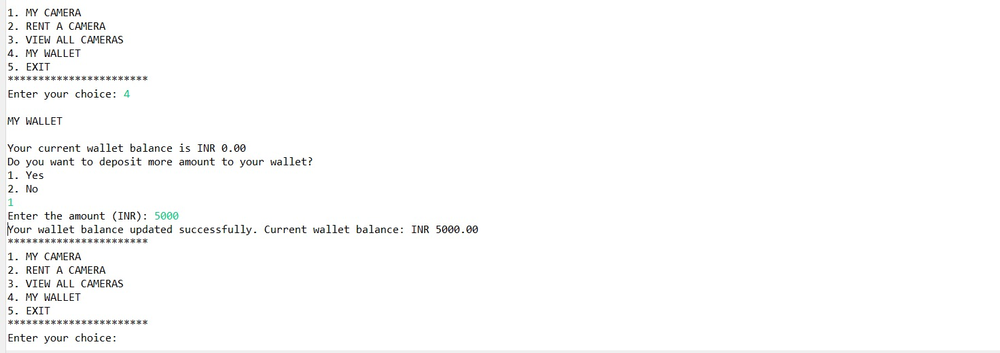 1. MY CAMERA
2. RENT A CAMERA
3. VIEW ALL CAMERAS
4. MY WALLET
5. EXIT
***********************
Enter your choice: 4
MY WALLET
Your current wallet balance is INR 0.00
Do you want to deposit more amount to your wallet?
1. Yes
2. No
1
Enter the amount (INR): 5000
Your wallet balance updated successfully. Current wallet balance: INR 5000.00
***********************
1. MY CAMERA
2. RENT A CAMERA
3. VIEW ALL CAMERAS
4. MY WALLET
5. EXIT
***********************
Enter your choice: